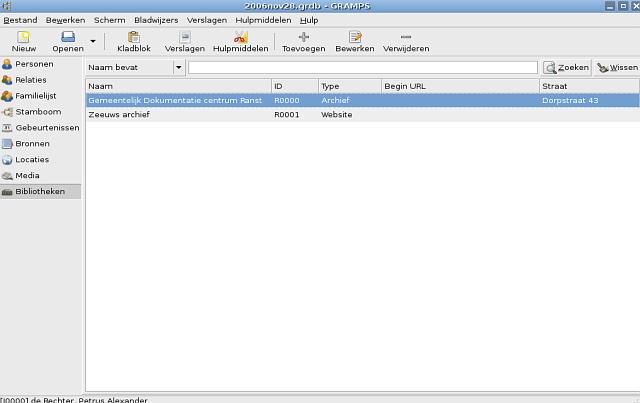 2006nov28.grdb - GRAMPS
Bestand Bewerken Scherm Bladwijzers Verslagen Hulpmiddelen Hulp
Nieuw Openen Kladblok Verslagen Hulpmiddelen Toevoegen Bewerken Verwijderen
Personen
Relaties
Familielijst
Stamboom
Gebeurtenissen
Bronnen
Locaties
Media
Bibliotheken
Naam bevat Zoeken Wissen
Naam ID Type Begin URL Straat
Gemeentelijk Dokumentatie centrum Ranst R0000 Archief Dorpstraat 43
Zeeuws archief R0001 Website
[I0000] de Rechter, Petrus Alexander